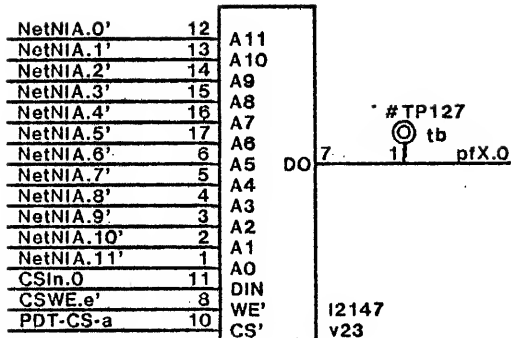 NetNIA.0' 12 A11
NetNIA.1' 13 A10
NetNIA.2' 14 A9
NetNIA.3' 15 A8
NetNIA.4' 16 A7
NetNIA.5' 17 A6
NetNIA.6' 6 A5 DO 7 1 pfX.0
NetNIA.7' 5 A4
NetNIA.8' 4 A3
NetNIA.9' 3 A2
NetNIA.10' 2 A1
NetNIA.11' 1 A0
CSIn.0 11 DIN
CSWE.e' 8 WE' I2147
PDT-CS-a 10 CS' v23
#TP127
tb